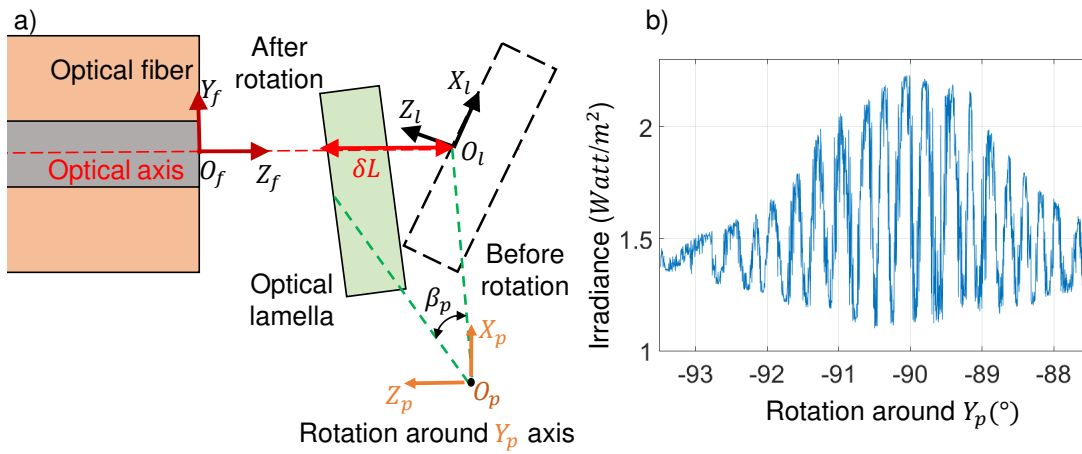 a)
Optical fiber
Y_f
Optical axis
O_f
Z_f
After
rotation
X_l
Z_l
O_l
δL
Optical
lamella
Before
rotation
β_p
X_p
Z_p
O_p
Rotation around Y_p axis
b)
Irradiance (Watt/m²)
2
1.5
1
-93
-92
-91
-90
-89
-88
Rotation around Y_p(°)